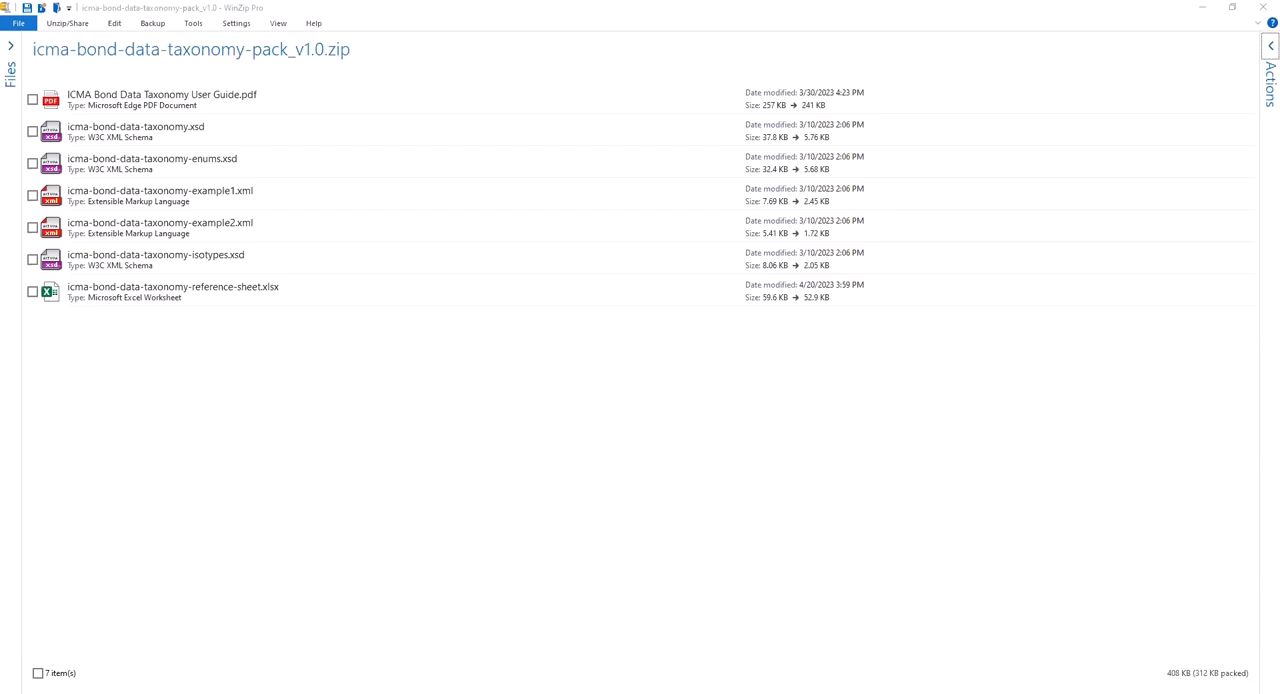 icma-bond-data-taxonomy-pack_v1.0 - WinZip Pro
File Unzip/Share Edit Backup Tools Settings View Help
Files
icma-bond-data-taxonomy-pack_v1.0.zip
Actions
PDF ICMA Bond Data Taxonomy User Guide.pdf Date modified: 3/30/2023 4:23 PM
Type: Microsoft Edge PDF Document Size: 257 KB → 241 KB
icma-bond-data-taxonomy.xsd Date modified: 3/10/2023 2:06 PM
xsd Type: W3C XML Schema Size: 37.8 KB → 5.76 KB
icma-bond-data-taxonomy-enums.xsd Date modified: 3/10/2023 2:06 PM
xsd Type: W3C XML Schema Size: 32.4 KB → 5.68 KB
icma-bond-data-taxonomy-example1.xml Date modified: 3/10/2023 2:06 PM
xml Type: Extensible Markup Language Size: 7.69 KB → 2.45 KB
icma-bond-data-taxonomy-example2.xml Date modified: 3/10/2023 2:06 PM
xml Type: Extensible Markup Language Size: 5.41 KB → 1.72 KB
icma-bond-data-taxonomy-isotypes.xsd Date modified: 3/10/2023 2:06 PM
xsd Type: W3C XML Schema Size: 8.06 KB → 2.05 KB
icma-bond-data-taxonomy-reference-sheet.xlsx Date modified: 4/20/2023 3:59 PM
Type: Microsoft Excel Worksheet Size: 59.6 KB → 52.9 KB
7 item(s) 408 KB (312 KB packed)